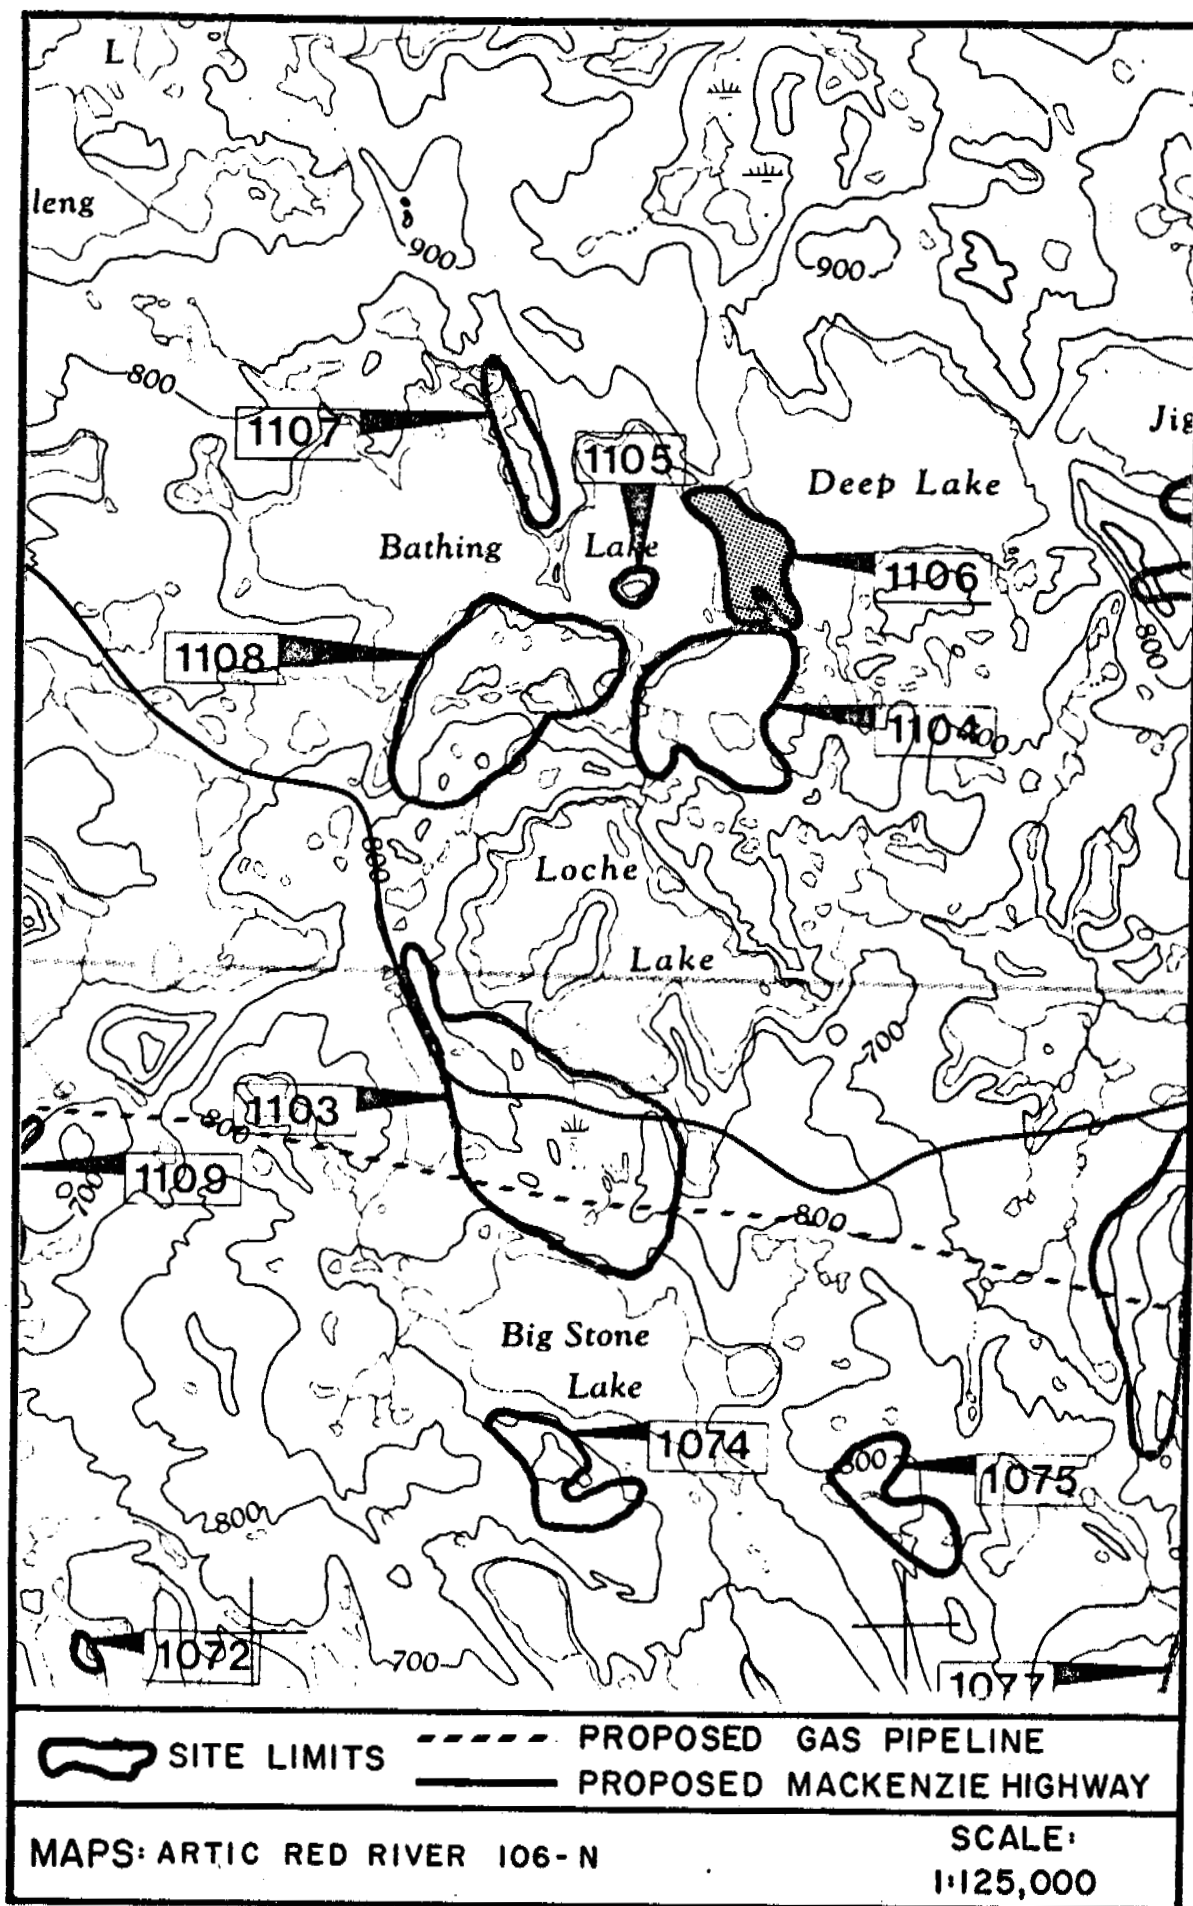 L
leng
900
900
800
1107
Jig
1105
Deep Lake
Bathing Lake
1106
1108
800
1104
800
800
Loche
Lake
700
1103
800
1109
700
800
Big Stone
Lake
1074
800
1075
800
1072
700
1077
SITE LIMITS
PROPOSED GAS PIPELINE
PROPOSED MACKENZIE HIGHWAY
MAPS: ARTIC RED RIVER 106-N
SCALE:
1:125,000